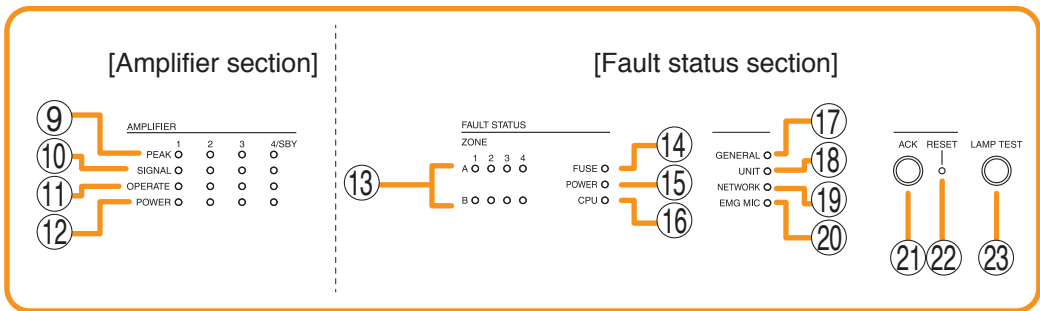 [Amplifier section]
[Fault status section]
9
10
11
12
AMPLIFIER
1 2 3 4/SBY
PEAK
SIGNAL
OPERATE
POWER
13
FAULT STATUS
ZONE
1 2 3 4
A
B
FUSE
POWER
CPU
14
15
16
GENERAL
UNIT
NETWORK
EMG MIC
17
18
19
20
ACK RESET LAMP TEST
21 22 23